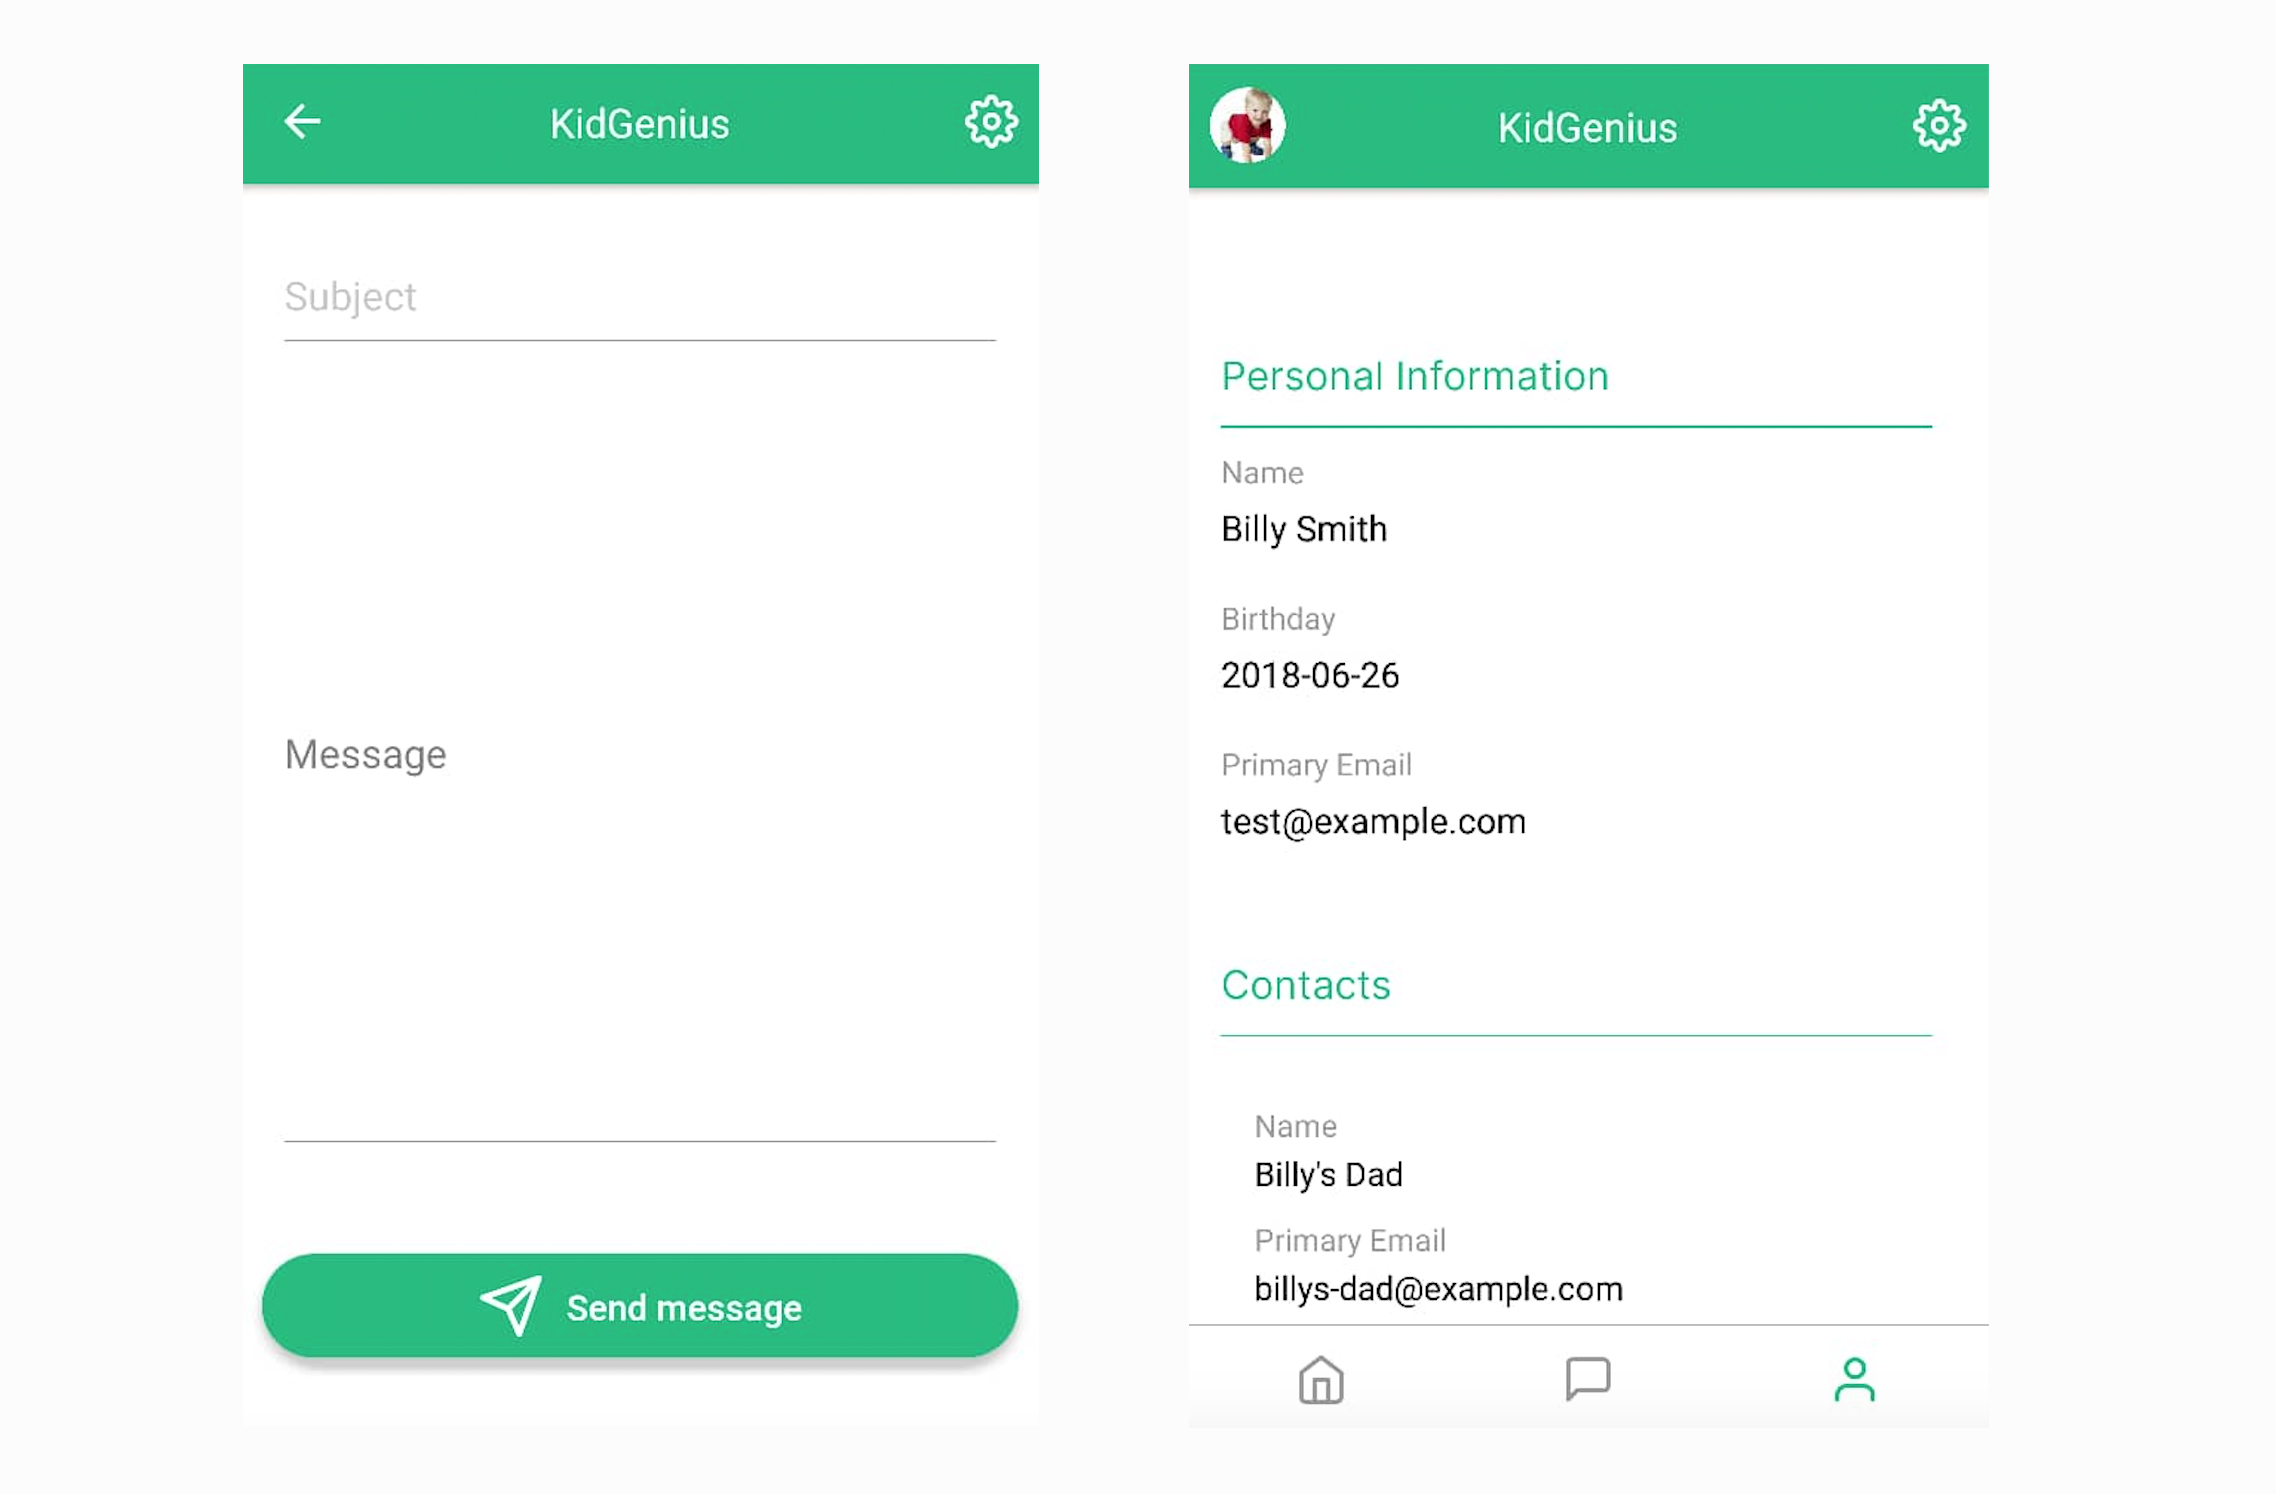 KidGenius
Subject
Message
Send message
KidGenius
Personal Information
Name
Billy Smith
Birthday
2018-06-26
Primary Email
test@example.com
Contacts
Name
Billy's Dad
Primary Email
billys-dad@example.com